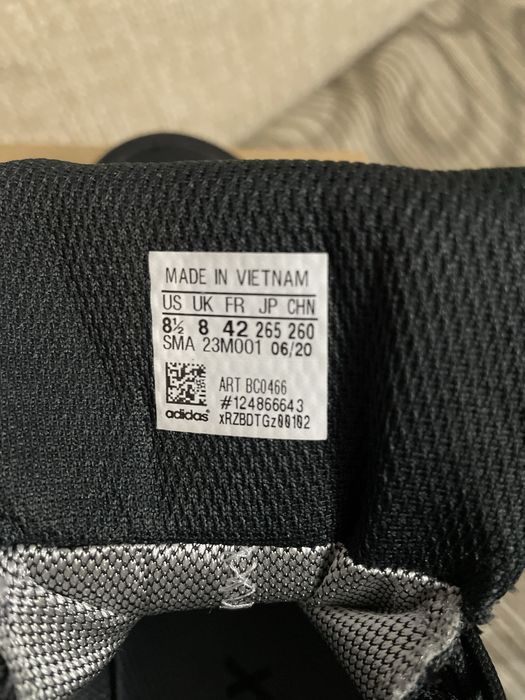 MADE IN VIETNAM
US UK FR JP CHN
8½ 8 42 265 260
SMA 23M001 06/20
ART BC0466
#124866643
adidas® xRZBDTGz00102